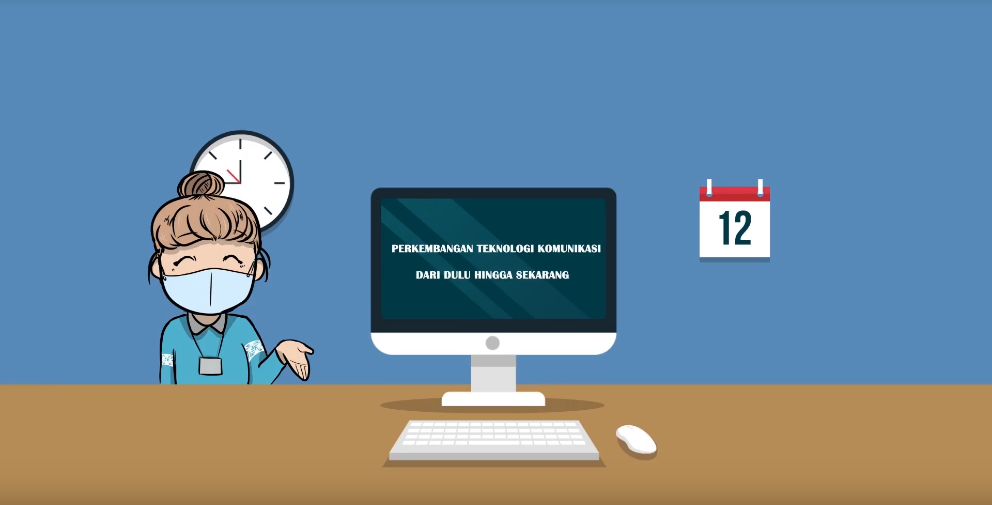 PERKEMBANGAN TEKNOLOGI KOMUNIKASI
DARI DULU HINGGA SEKARANG
12